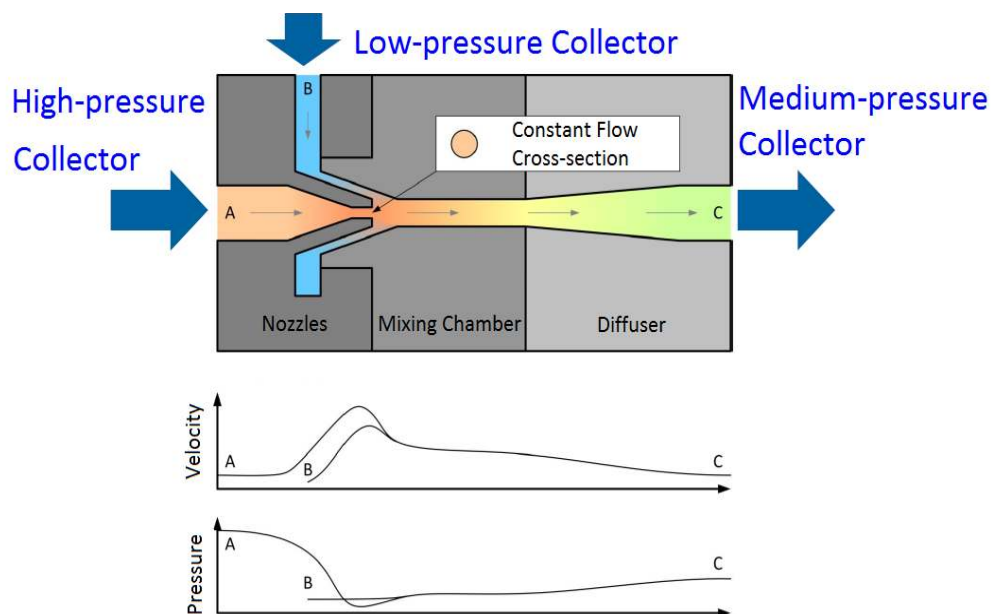 Low-pressure Collector
High-pressure
Collector
Medium-pressure
Collector
B
Constant Flow
Cross-section
A
C
Nozzles
Mixing Chamber
Diffuser
Velocity
A
B
C
Pressure
A
B
C